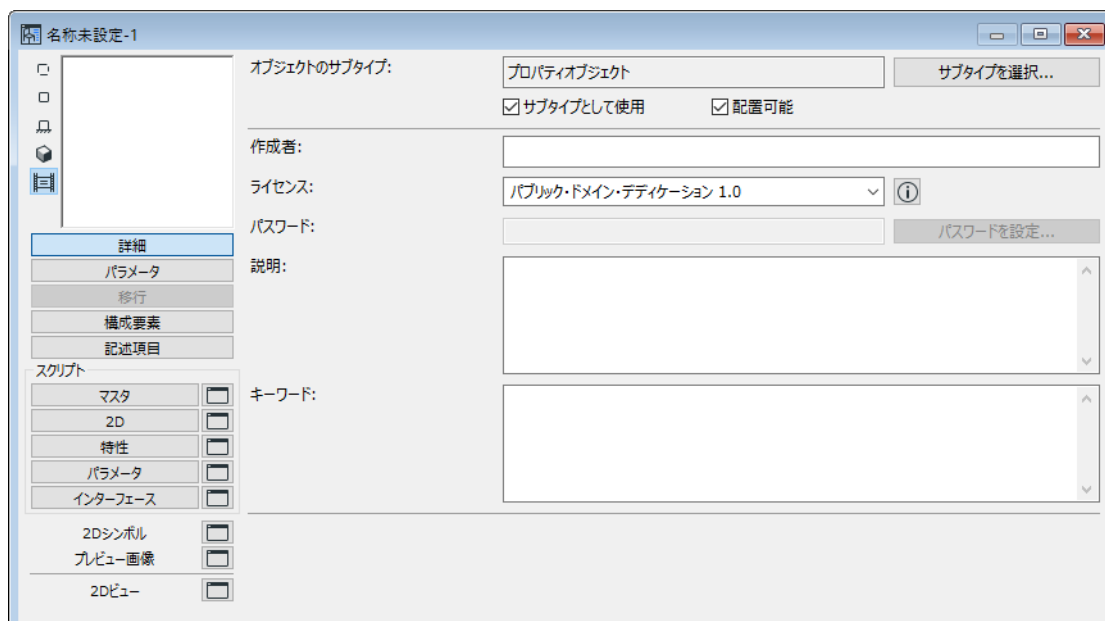 名称未設定-1
オブジェクトのサブタイプ:
プロパティオブジェクト
サブタイプを選択...
サブタイプとして使用
配置可能
作成者:
ライセンス:
パブリック・ドメイン・デディケーション 1.0
パスワード:
パスワードを設定...
説明:
キーワード:
詳細
パラメータ
移行
構成要素
記述項目
スクリプト
マスタ
2D
特性
パラメータ
インターフェース
2Dシンボル
プレビュー画像
2Dビュー